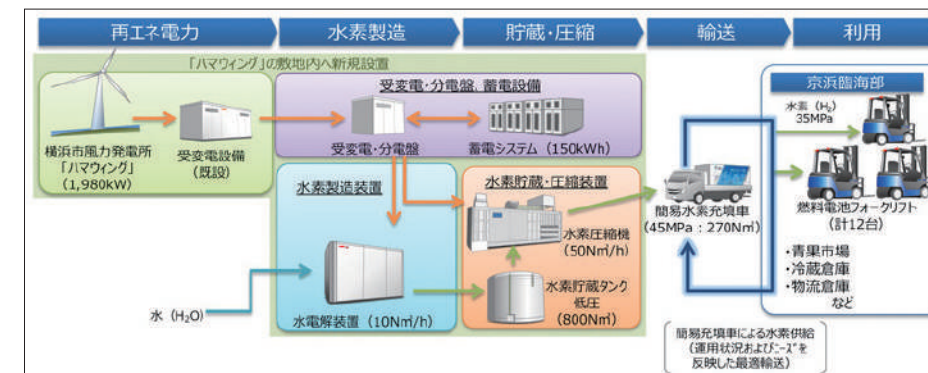 再エネ電力
水素製造
貯蔵・圧縮
輸送
利用
「ハマウィング」の敷地内へ新規設置
横浜市風力発電所
「ハマウィング」
(1,980kW)
受変電設備
(既設)
受変電・分電盤、蓄電設備
受変電・分電盤
蓄電システム（150kWh）
水素製造装置
水（H₂O）
水電解装置（10Nm³/h）
水素貯蔵・圧縮装置
水素圧縮機
(50Nm³/h)
水素貯蔵タンク
低圧
(800Nm³)
簡易水素充填車
(45MPa：270Nm³)
簡易充填車による水素供給
(運用状況およびニーズを
反映した最適輸送)
京浜臨海部
水素（H₂）
35MPa
燃料電池フォークリフト
(計12台)
・青果市場
・冷蔵倉庫
・物流倉庫
など